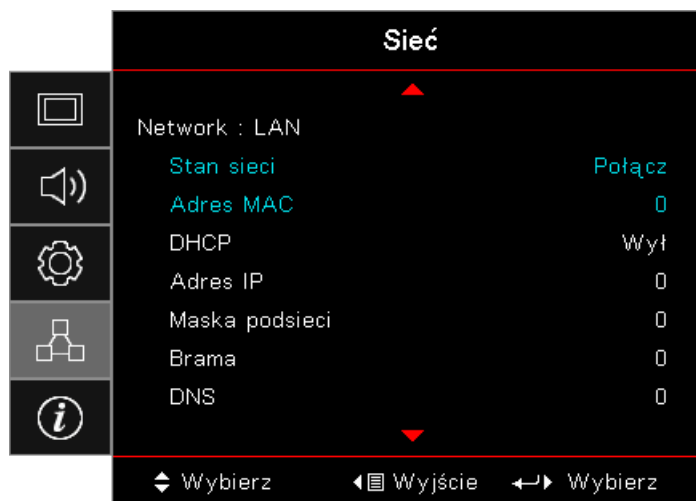 Sieć
Network : LAN
Stan sieci Połącz
Adres MAC 0
DHCP Wył
Adres IP 0
Maska podsieci 0
Brama 0
DNS 0
Wybierz Wyjście Wybierz